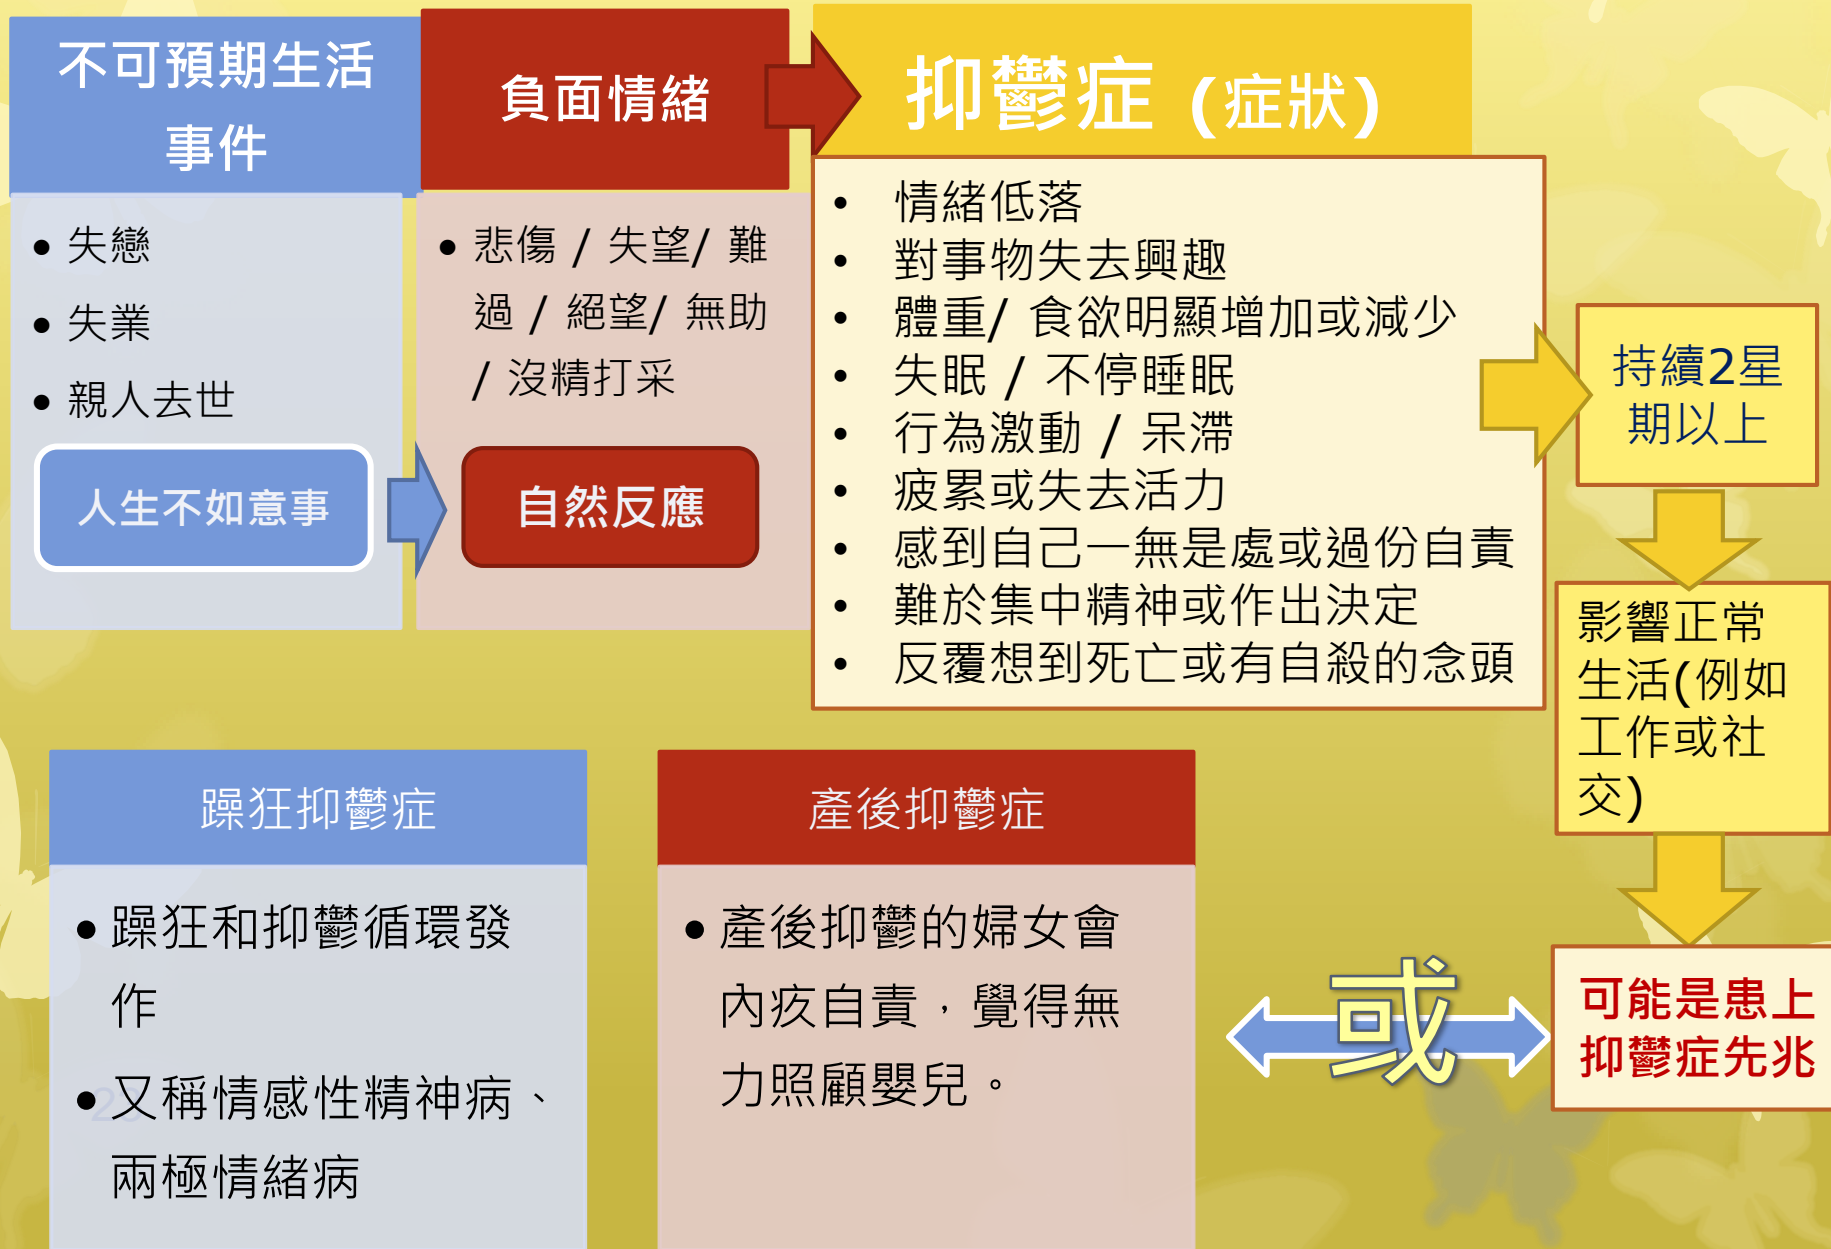 不可預期生活
事件
• 失戀
• 失業
• 親人去世
人生不如意事
負面情緒
• 悲傷 / 失望/ 難
過 / 絕望/ 無助
/ 沒精打采
自然反應
抑鬱症 (症狀)
• 情緒低落
• 對事物失去興趣
• 體重/ 食欲明顯增加或減少
• 失眠 / 不停睡眠
• 行為激動 / 呆滯
• 疲累或失去活力
• 感到自己一無是處或過份自責
• 難於集中精神或作出決定
• 反覆想到死亡或有自殺的念頭
持續2星
期以上
影響正常
生活(例如
工作或社
交)
可能是患上
抑鬱症先兆
或
產後抑鬱症
• 產後抑鬱的婦女會
內疚自責，覺得無
力照顧嬰兒。
躁狂抑鬱症
• 躁狂和抑鬱循環發
作
• 又稱情感性精神病、
兩極情緒病